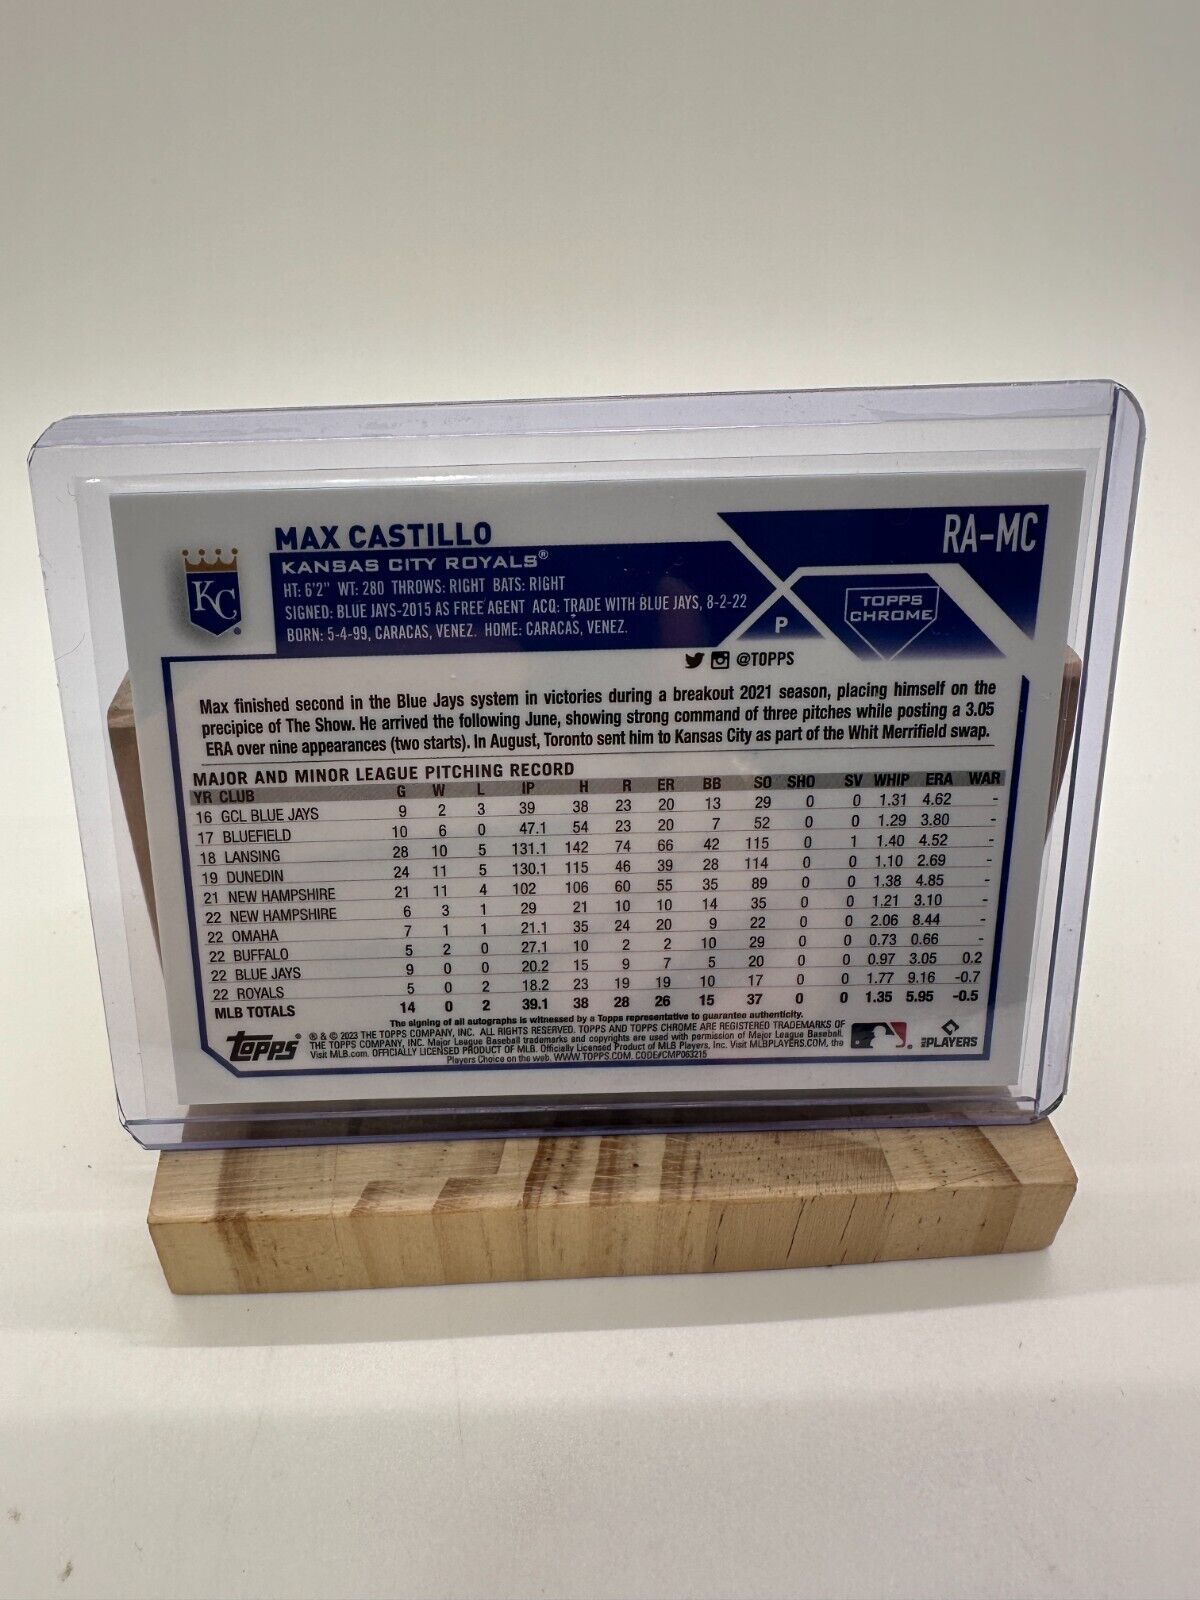 MAX CASTILLO
RA-MC
KANSAS CITY ROYALS®
KC
HT: 6'2" WT: 280 THROWS: RIGHT BATS: RIGHT
SIGNED: BLUE JAYS-2015 AS FREE AGENT ACQ: TRADE WITH BLUE JAYS, 8-2-22
BORN: 5-4-99, CARACAS, VENEZ. HOME: CARACAS, VENEZ.
P
TOPPS
CHROME
@TOPPS
Max finished second in the Blue Jays system in victories during a breakout 2021 season, placing himself on the
precipice of The Show. He arrived the following June, showing strong command of three pitches while posting a 3.05
ERA over nine appearances (two starts). In August, Toronto sent him to Kansas City as part of the Whit Merrifield swap.
MAJOR AND MINOR LEAGUE PITCHING RECORD
YR CLUB G W L IP H R ER BB SO SHO SV WHIP ERA WAR
16 GCL BLUE JAYS 9 2 3 39 38 23 20 13 29 0 0 1.31 4.62 -
17 BLUEFIELD 10 6 0 47.1 54 23 20 7 52 0 0 1.29 3.80 -
18 LANSING 28 10 5 131.1 142 74 66 42 115 0 1 1.40 4.52 -
19 DUNEDIN 24 11 5 130.1 115 46 39 28 114 0 0 1.10 2.69 -
21 NEW HAMPSHIRE 21 11 4 102 106 60 55 35 89 0 0 1.38 4.85 -
22 NEW HAMPSHIRE 6 3 1 29 21 10 10 14 35 0 0 1.21 3.10 -
22 OMAHA 7 1 1 21.1 35 24 20 9 22 0 0 2.06 8.44 -
22 BUFFALO 5 2 0 27.1 10 2 2 10 29 0 0 0.73 0.66 -
22 BLUE JAYS 9 0 0 20.2 15 9 7 5 20 0 0 0.97 3.05 0.2
22 ROYALS 5 0 2 18.2 23 19 19 10 17 0 0 1.77 9.16 -0.7
MLB TOTALS 14 0 2 39.1 38 28 26 15 37 0 0 1.35 5.95 -0.5
The signing of all autographs is witnessed by a Topps representative to guarantee authenticity.
topps ® & © 2023 THE TOPPS COMPANY, INC. ALL RIGHTS RESERVED. TOPPS AND TOPPS CHROME ARE REGISTERED TRADEMARKS OF
THE TOPPS COMPANY, INC. Major League Baseball trademarks and copyrights are used with permission of Major League Baseball.
Visit MLB.com. OFFICIALLY LICENSED PRODUCT OF MLB Players, Inc. Visit MLBPLAYERS.COM, the
Players Choice on the web. WWW.TOPPS.COM. CODE#CMP063215
MLB PLAYERS